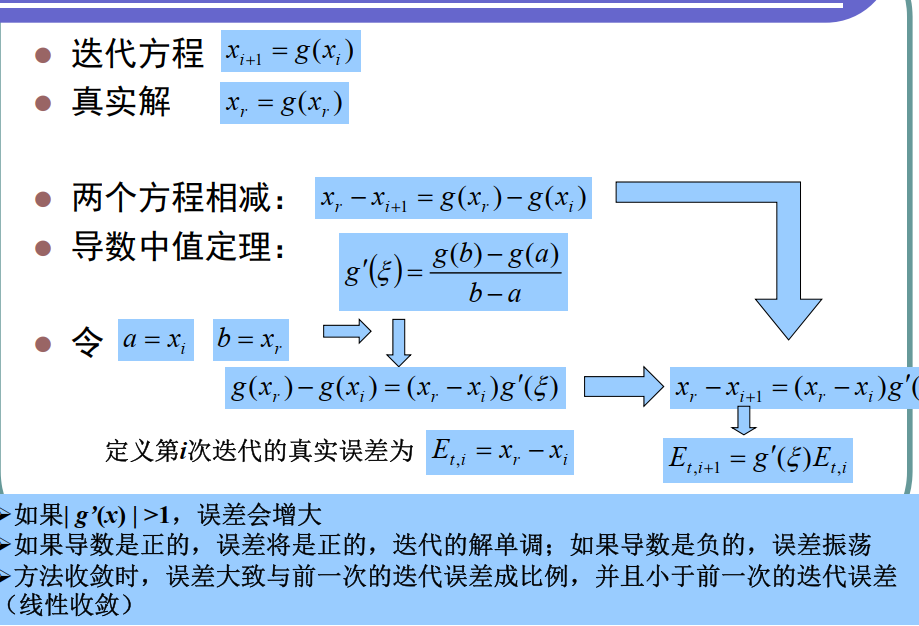 迭代方程 x_{i+1} = g(x_i)
真实解 x_r = g(x_r)
两个方程相减： x_r − x_{i+1} = g(x_r) − g(x_i)
导数中值定理： g′(ξ) = \frac{g(b) − g(a)}{b − a}
令 a = x_i b = x_r
g(x_r) − g(x_i) = (x_r − x_i)g′(ξ) x_r − x_{i+1} = (x_r − x_i)g′(
定义第i次迭代的真实误差为 E_{t,i} = x_r − x_i E_{t,i+1} = g′(ξ)E_{t,i}
如果| g’(x) | >1，误差会增大
如果导数是正的，误差将是正的，迭代的解单调；如果导数是负的，误差振荡
方法收敛时，误差大致与前一次的迭代误差成比例，并且小于前一次的迭代误差
（线性收敛）